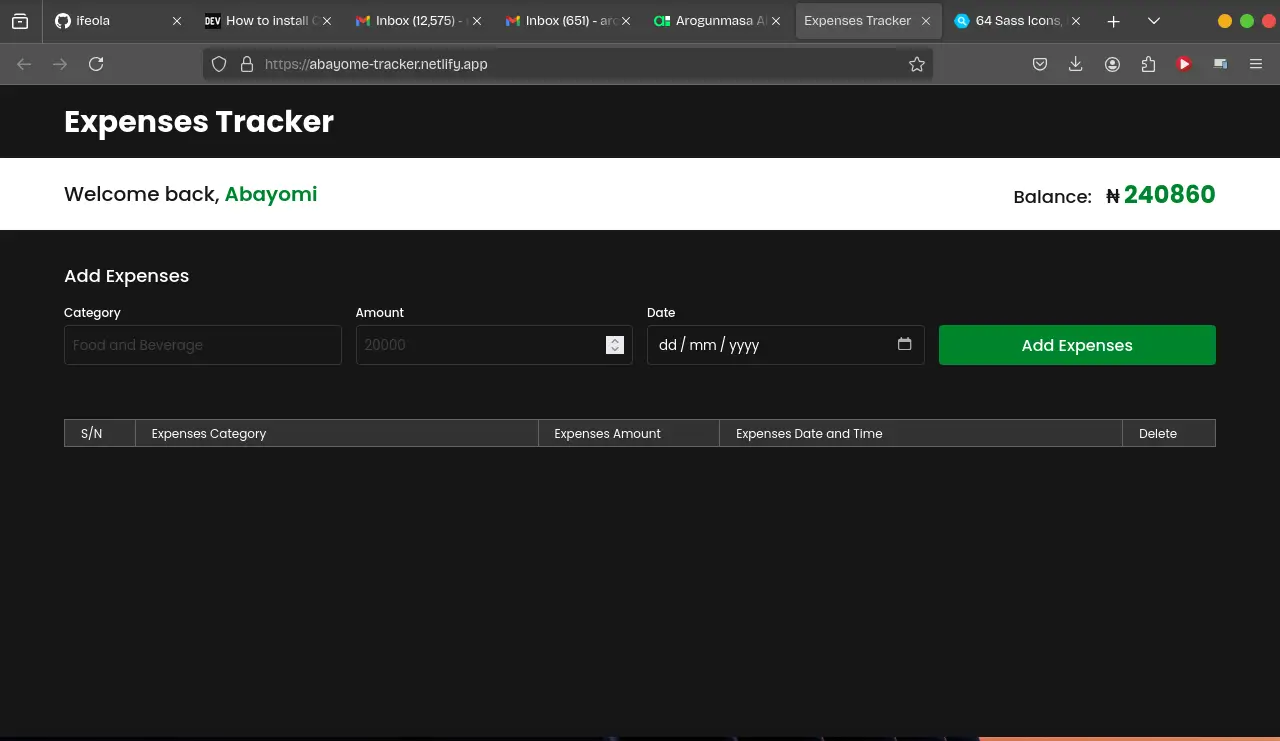 ifeola
How to install
Inbox (12,575) -
Inbox (651) - aro
Arogunmasa A
Expenses Tracker
64 Sass Icons,
https://abayome-tracker.netlify.app
Expenses Tracker
Welcome back, Abayomi
Balance: ₦ 240860
Add Expenses
Category
Amount
Date
Food and Beverage
20000
dd / mm / yyyy
Add Expenses
S/N
Expenses Category
Expenses Amount
Expenses Date and Time
Delete